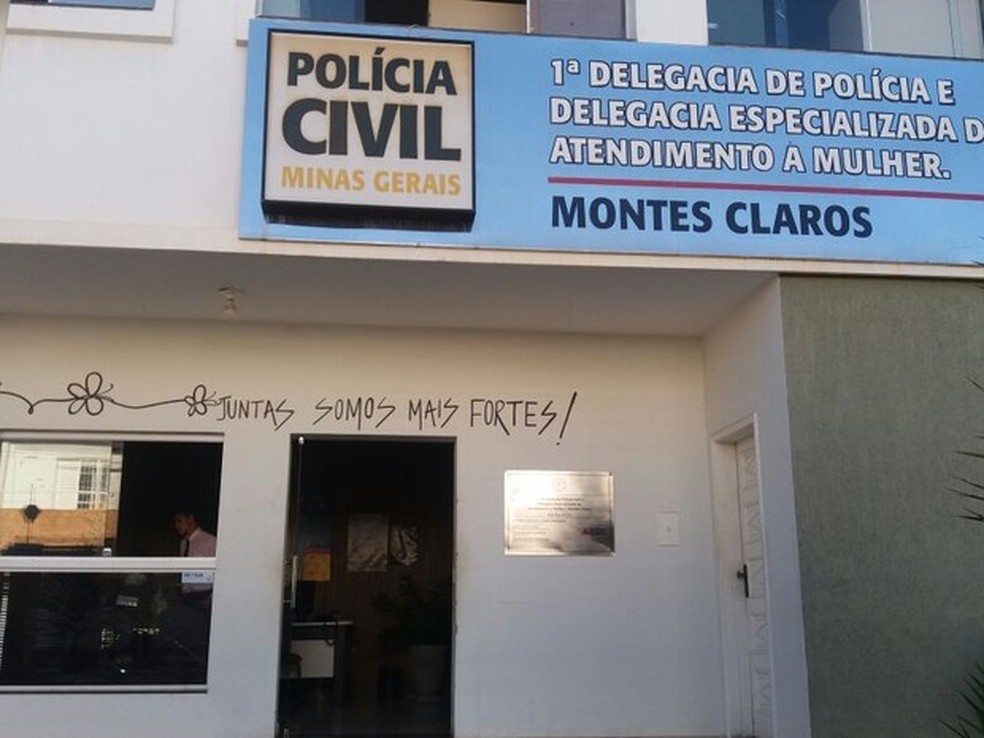 POLÍCIA
CIVIL
MINAS GERAIS
1ª DELEGACIA DE POLÍCIA E
DELEGACIA ESPECIALIZADA D
ATENDIMENTO A MULHER.
MONTES CLAROS
JUNTAS SOMOS MAIS FORTES!